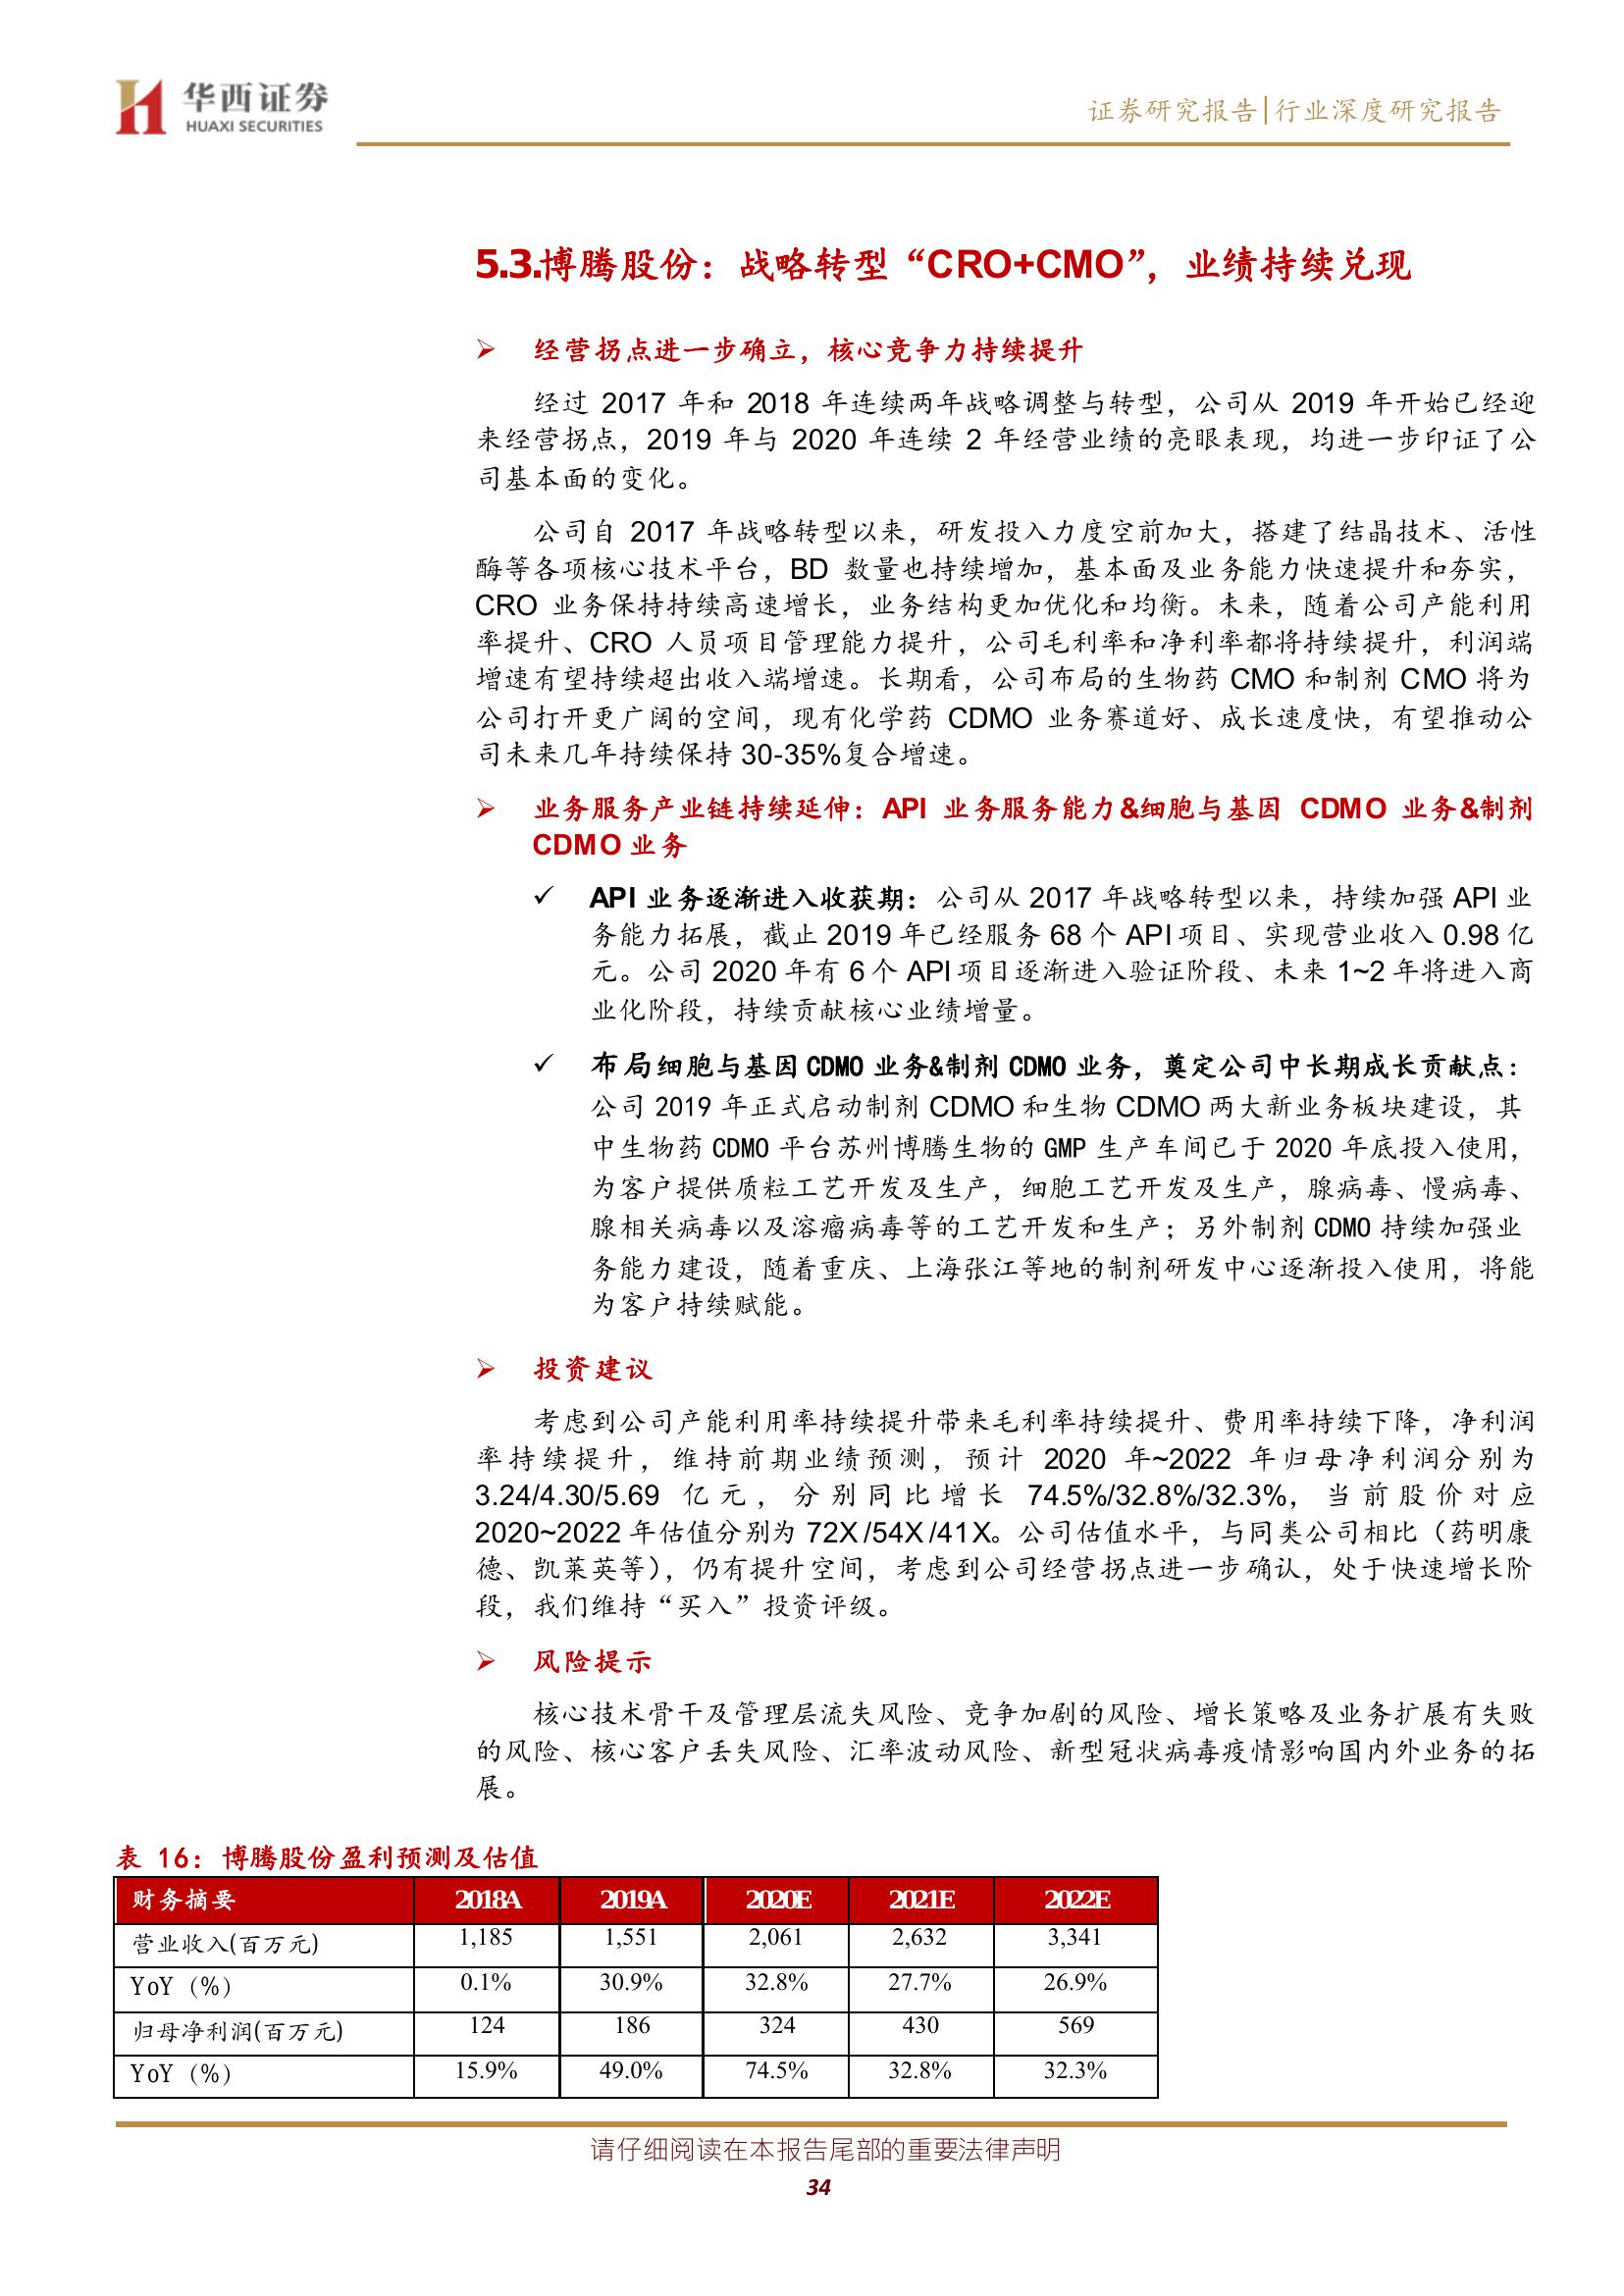 华西证券
HUAXI SECURITIES
证券研究报告|行业深度研究报告
5.3.博腾股份：战略转型“CRO+CMO”，业绩持续兑现
经营拐点进一步确立，核心竞争力持续提升
经过 2017 年和 2018 年连续两年战略调整与转型，公司从 2019 年开始已经迎
来经营拐点，2019 年与 2020 年连续 2 年经营业绩的亮眼表现，均进一步印证了公
司基本面的变化。
公司自 2017 年战略转型以来，研发投入力度空前加大，搭建了结晶技术、活性
酶等各项核心技术平台，BD 数量也持续增加，基本面及业务能力快速提升和夯实，
CRO 业务保持持续高速增长，业务结构更加优化和均衡。未来，随着公司产能利用
率提升、CRO 人员项目管理能力提升，公司毛利率和净利率都将持续提升，利润端
增速有望持续超出收入端增速。长期看，公司布局的生物药 CMO 和制剂 CMO 将为
公司打开更广阔的空间，现有化学药 CDMO 业务赛道好、成长速度快，有望推动公
司未来几年持续保持 30-35%复合增速。
业务服务产业链持续延伸：API 业务服务能力&细胞与基因 CDMO 业务&制剂
CDMO 业务
✓ API 业务逐渐进入收获期：公司从 2017 年战略转型以来，持续加强 API 业
务能力拓展，截止 2019 年已经服务 68 个 API 项目、实现营业收入 0.98 亿
元。公司 2020 年有 6 个 API 项目逐渐进入验证阶段、未来 1~2 年将进入商
业化阶段，持续贡献核心业绩增量。
✓ 布局细胞与基因 CDMO 业务&制剂 CDMO 业务，奠定公司中长期成长贡献点：
公司 2019 年正式启动制剂 CDMO 和生物 CDMO 两大新业务板块建设，其
中生物药 CDMO 平台苏州博腾生物的 GMP 生产车间已于 2020 年底投入使用，
为客户提供质粒工艺开发及生产，细胞工艺开发及生产，腺病毒、慢病毒、
腺相关病毒以及溶瘤病毒等的工艺开发和生产；另外制剂 CDMO 持续加强业
务能力建设，随着重庆、上海张江等地的制剂研发中心逐渐投入使用，将能
为客户持续赋能。
投资建议
考虑到公司产能利用率持续提升带来毛利率持续提升、费用率持续下降，净利润
率持续提升，维持前期业绩预测，预计 2020 年~2022 年归母净利润分别为
3.24/4.30/5.69 亿元，分别同比增长 74.5%/32.8%/32.3%，当前股价对应
2020~2022 年估值分别为 72X/54X/41X。公司估值水平，与同类公司相比（药明康
德、凯莱英等），仍有提升空间，考虑到公司经营拐点进一步确认，处于快速增长阶
段，我们维持“买入”投资评级。
风险提示
核心技术骨干及管理层流失风险、竞争加剧的风险、增长策略及业务扩展有失败
的风险、核心客户丢失风险、汇率波动风险、新型冠状病毒疫情影响国内外业务的拓
展。
表 16：博腾股份盈利预测及估值
财务摘要 2018A 2019A 2020E 2021E 2022E
营业收入(百万元) 1,185 1,551 2,061 2,632 3,341
YoY（%） 0.1% 30.9% 32.8% 27.7% 26.9%
归母净利润(百万元) 124 186 324 430 569
YoY（%） 15.9% 49.0% 74.5% 32.8% 32.3%
请仔细阅读在本报告尾部的重要法律声明
34